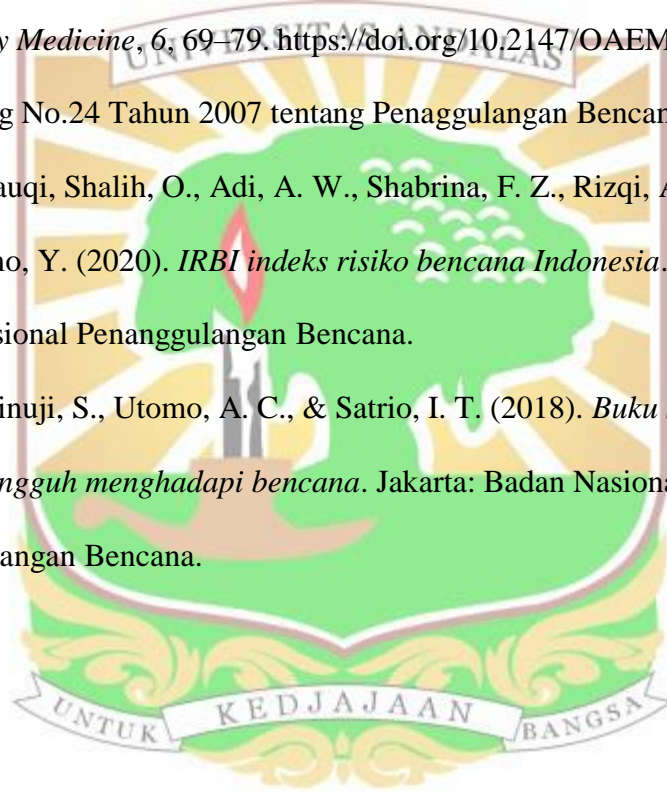 y Medicine, 6, 69–79. https://doi.org/10.2147/OAEM
UNIVERSITAS ANDALAS
g No.24 Tahun 2007 tentang Penaggulangan Bencan
auqi, Shalih, O., Adi, A. W., Shabrina, F. Z., Rizqi, A
no, Y. (2020). IRBI indeks risiko bencana Indonesia.
sional Penanggulangan Bencana.
inuji, S., Utomo, A. C., & Satrio, I. T. (2018). Buku
ngguh menghadapi bencana. Jakarta: Badan Nasiona
angan Bencana.
UNTUK KEDJAJAAN BANGSA